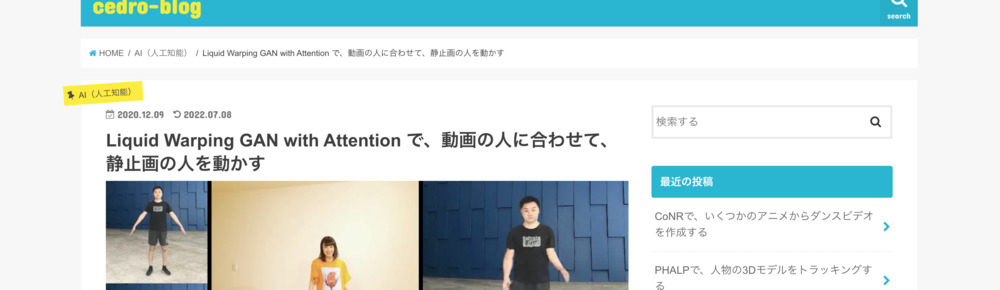 cedro-blog
search
HOME / AI（人工知能） / Liquid Warping GAN with Attention で、動画の人に合わせて、静止画の人を動かす
AI（人工知能）
2020.12.09 2022.07.08
Liquid Warping GAN with Attention で、動画の人に合わせて、
静止画の人を動かす
検索する
最近の投稿
CoNRで、いくつかのアニメからダンスビデオ
を作成する
PHALPで、人物の3Dモデルをトラッキングす
る